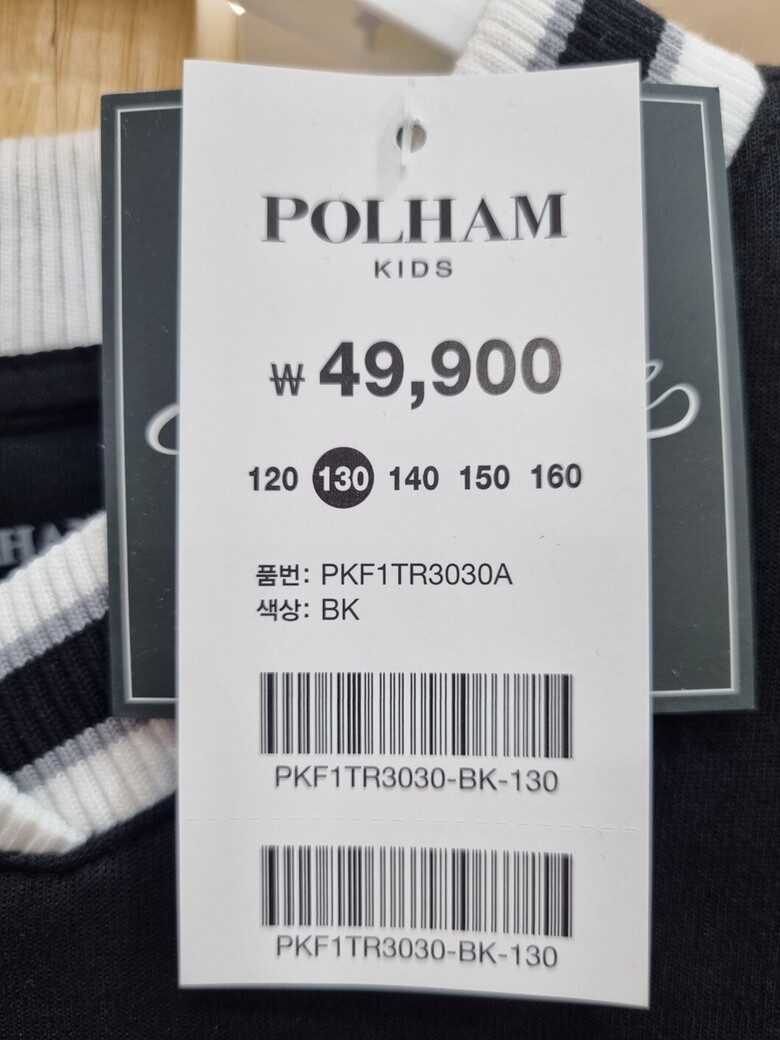 POLHAM
KIDS
₩ 49,900
120 130 140 150 160
품번: PKF1TR3030A
색상: BK
PKF1TR3030-BK-130
PKF1TR3030-BK-130